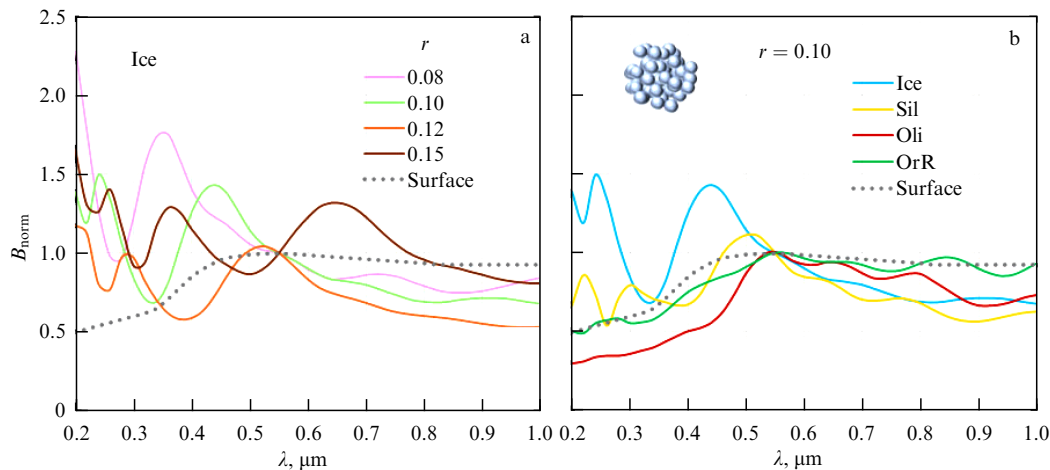 a
Ice
r
0.08
0.10
0.12
0.15
Surface
2.5
2.0
1.5
1.0
0.5
0
B_norm
0.2 0.3 0.4 0.5 0.6 0.7 0.8 0.9 1.0
λ, μm
b
r = 0.10
Ice
Sil
Oli
OrR
Surface
0.2 0.3 0.4 0.5 0.6 0.7 0.8 0.9 1.0
λ, μm